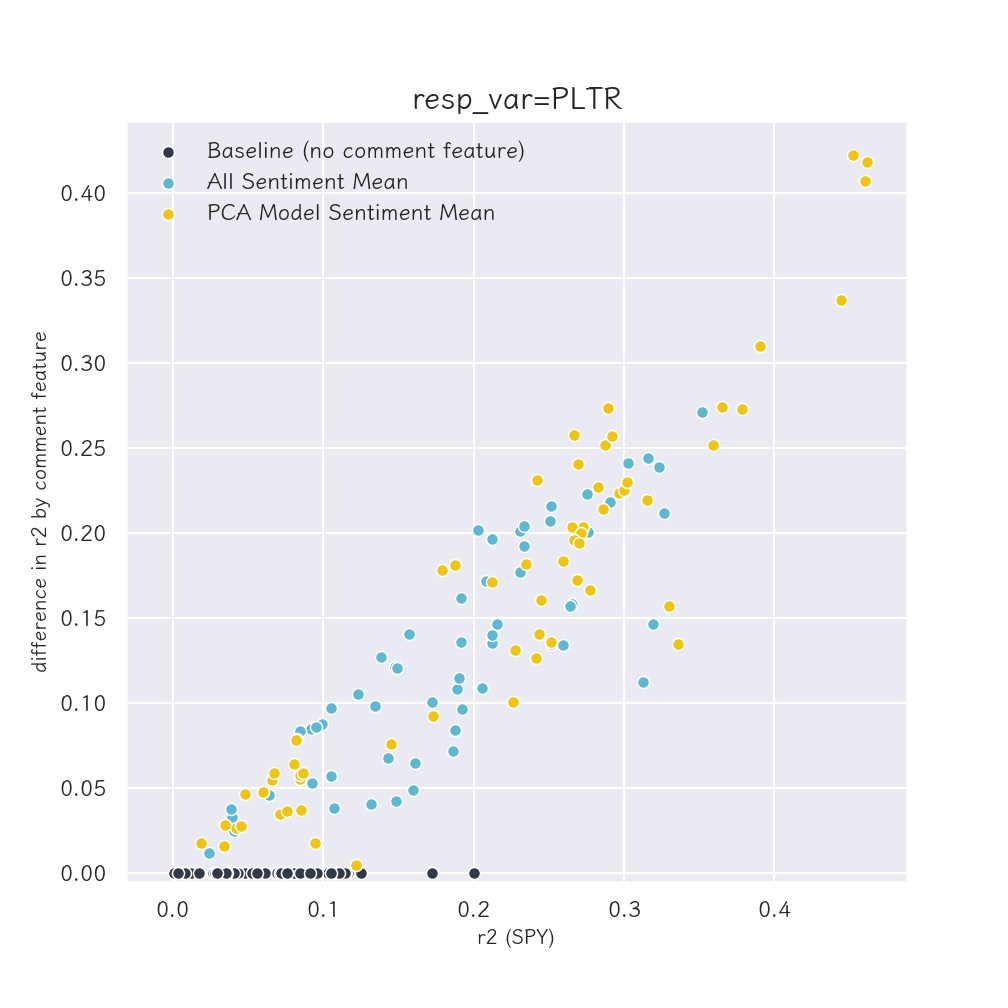 resp_var=PLTR
Baseline (no comment feature)
All Sentiment Mean
PCA Model Sentiment Mean
difference in r2 by comment feature
0.40
0.35
0.30
0.25
0.20
0.15
0.10
0.05
0.00
0.0 0.1 0.2 0.3 0.4
r2 (SPY)